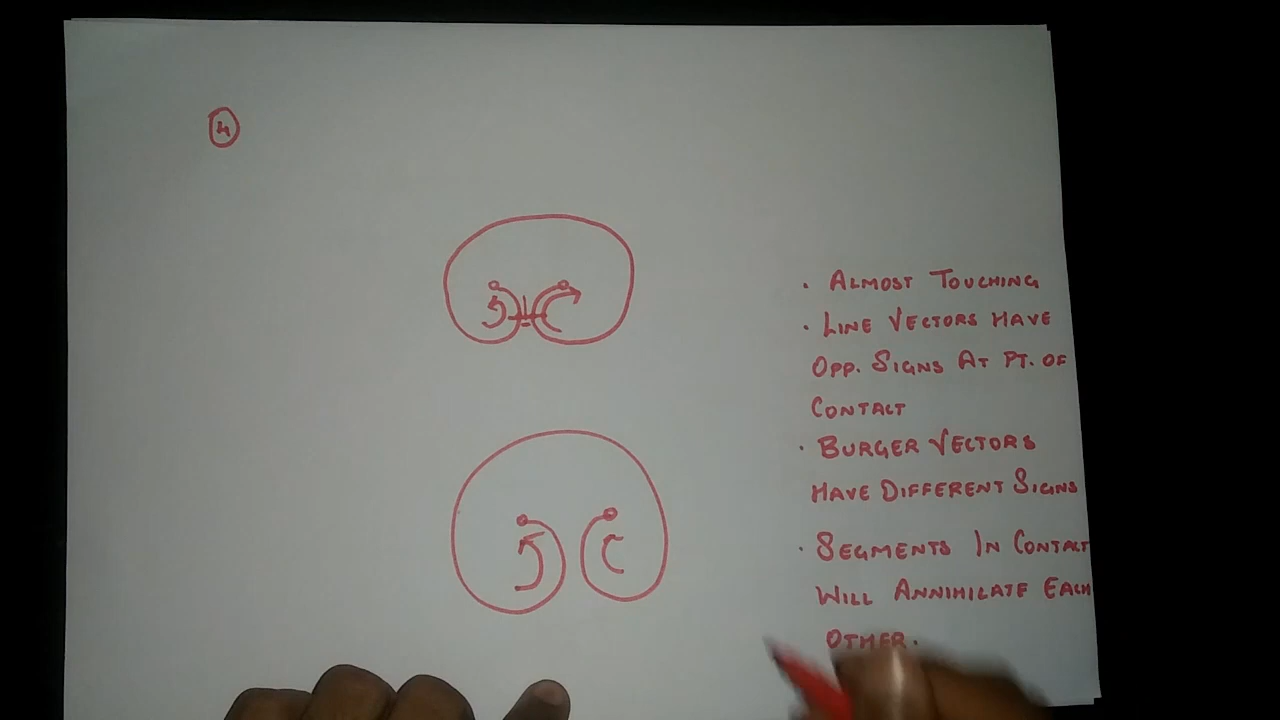 4
• ALMOST TOUCHING
• LINE VECTORS HAVE
OPP. SIGNS AT PT. OF
CONTACT
• BURGER VECTORS
HAVE DIFFERENT SIGNS
• SEGMENTS IN CONTACT
WILL ANNIHILATE EACH
OTHER.